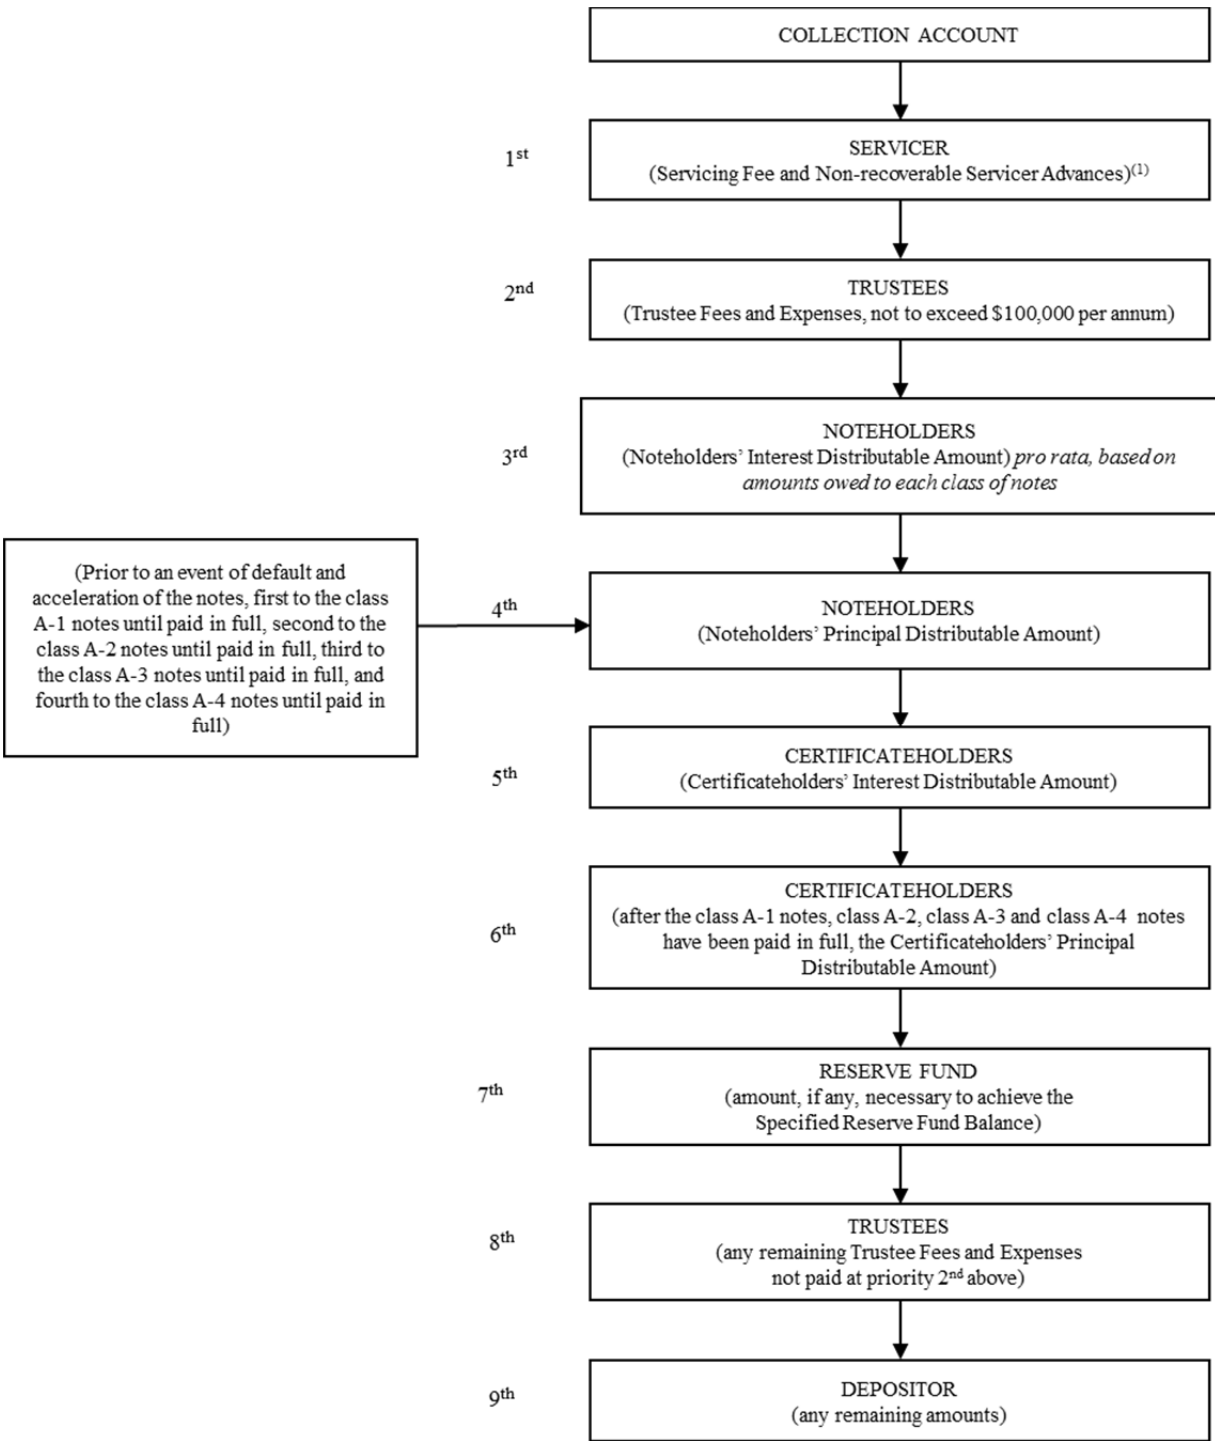 COLLECTION ACCOUNT
1st
SERVICER
(Servicing Fee and Non-recoverable Servicer Advances)(1)
2nd
TRUSTEES
(Trustee Fees and Expenses, not to exceed $100,000 per annum)
3rd
NOTEHOLDERS
(Noteholders’ Interest Distributable Amount) pro rata, based on
amounts owed to each class of notes
(Prior to an event of default and
acceleration of the notes, first to the class
A-1 notes until paid in full, second to the
class A-2 notes until paid in full, third to
the class A-3 notes until paid in full, and
fourth to the class A-4 notes until paid in
full)
4th
NOTEHOLDERS
(Noteholders’ Principal Distributable Amount)
5th
CERTIFICATEHOLDERS
(Certificateholders’ Interest Distributable Amount)
6th
CERTIFICATEHOLDERS
(after the class A-1 notes, class A-2, class A-3 and class A-4 notes
have been paid in full, the Certificateholders’ Principal
Distributable Amount)
7th
RESERVE FUND
(amount, if any, necessary to achieve the
Specified Reserve Fund Balance)
8th
TRUSTEES
(any remaining Trustee Fees and Expenses
not paid at priority 2nd above)
9th
DEPOSITOR
(any remaining amounts)